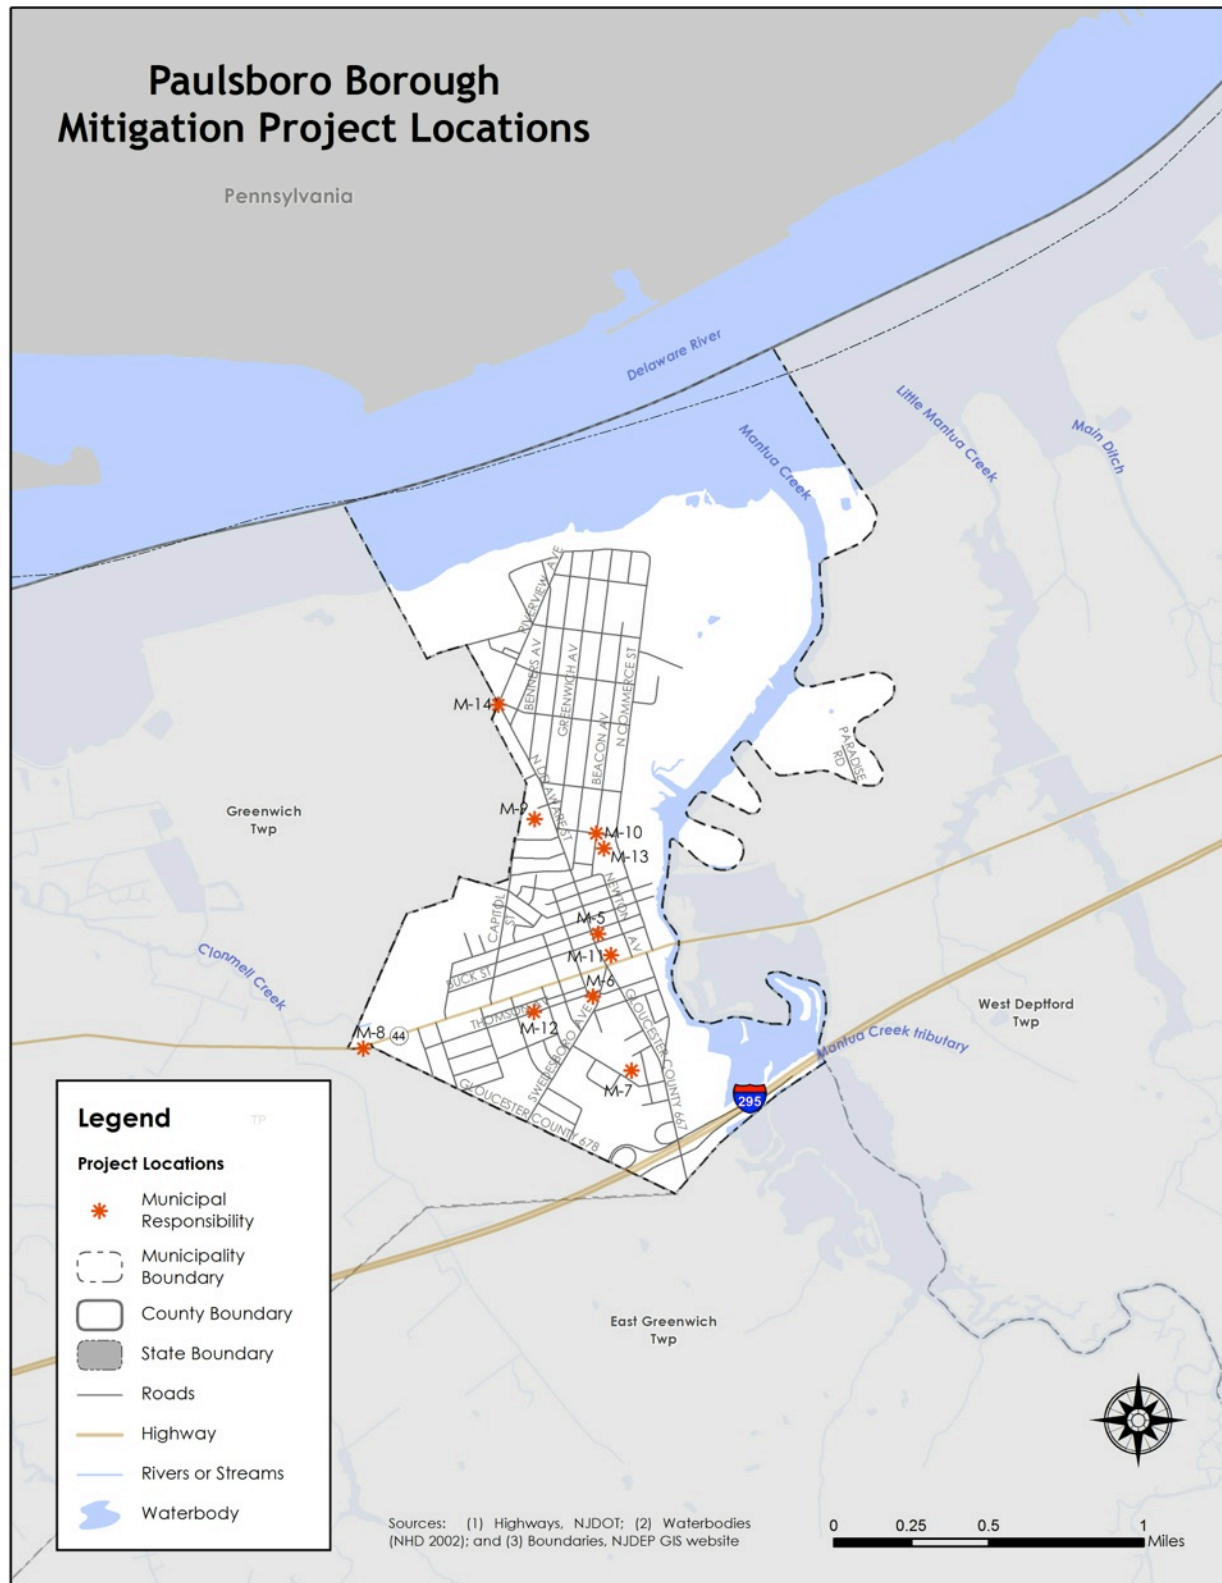 Paulsboro Borough
Mitigation Project Locations
Pennsylvania
Delaware River
Mantua Creek
Little Mantua Creek
Main Ditch
RIVERVIEW AVE
BENNERS AV
GREENWICH AV
BEACON AV
N COMMERCE ST
M-14
PARADISE
RD
N DELAWARE ST
M-9
Greenwich
Twp
M-10
M-13
NEWTON AV
CAPITOL
ST
M-5
M-11
BUCK ST
M-6
Clonmell Creek
THOMSON AV
M-12
M-8
44
SWEDESBORO AVE
GLOUCESTER COUNTY 667
West Deptford
Twp
Mantua Creek tributary
M-7
GLOUCESTER COUNTY 678
295
East Greenwich
Twp
Legend
TP
Project Locations
Municipal
Responsibility
Municipality
Boundary
County Boundary
State Boundary
Roads
Highway
Rivers or Streams
Waterbody
Sources: (1) Highways, NJDOT; (2) Waterbodies
(NHD 2002); and (3) Boundaries, NJDEP GIS website
0 0.25 0.5 1
Miles